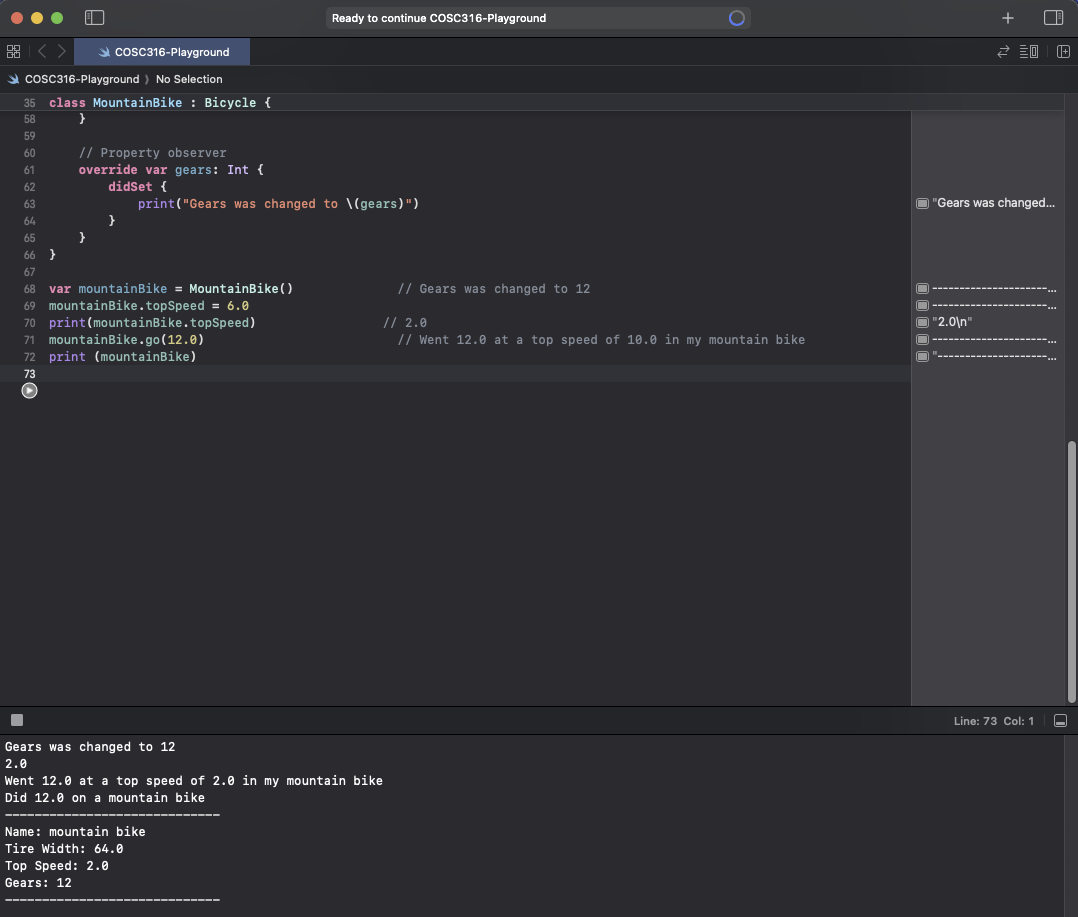 Ready to continue COSC316-Playground
COSC316-Playground
COSC316-Playground ⟩ No Selection
35 class MountainBike : Bicycle {
58     }
59
60     // Property observer
61     override var gears: Int {
62         didSet {
63             print("Gears was changed to \(gears)")
"Gears was changed...
64         }
65     }
66 }
67
68 var mountainBike = MountainBike()              // Gears was changed to 12
---------------------...
69 mountainBike.topSpeed = 6.0
---------------------...
70 print(mountainBike.topSpeed)                 // 2.0
"2.0\n"
71 mountainBike.go(12.0)                          // Went 12.0 at a top speed of 10.0 in my mountain bike
---------------------...
72 print (mountainBike)
"--------------------...
73
Line: 73 Col: 1
Gears was changed to 12
2.0
Went 12.0 at a top speed of 2.0 in my mountain bike
Did 12.0 on a mountain bike
-----------------------------
Name: mountain bike
Tire Width: 64.0
Top Speed: 2.0
Gears: 12
-----------------------------